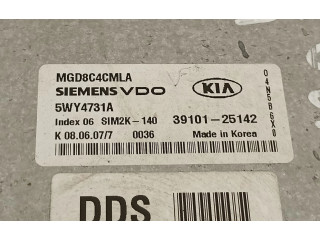 MGD8C4CMLA
SIEMENS VDO KIA
5WY4731A
Index 06 SIM2K-140 39101-25142
K 08.06.07/7 0036 Made in Korea
DDS